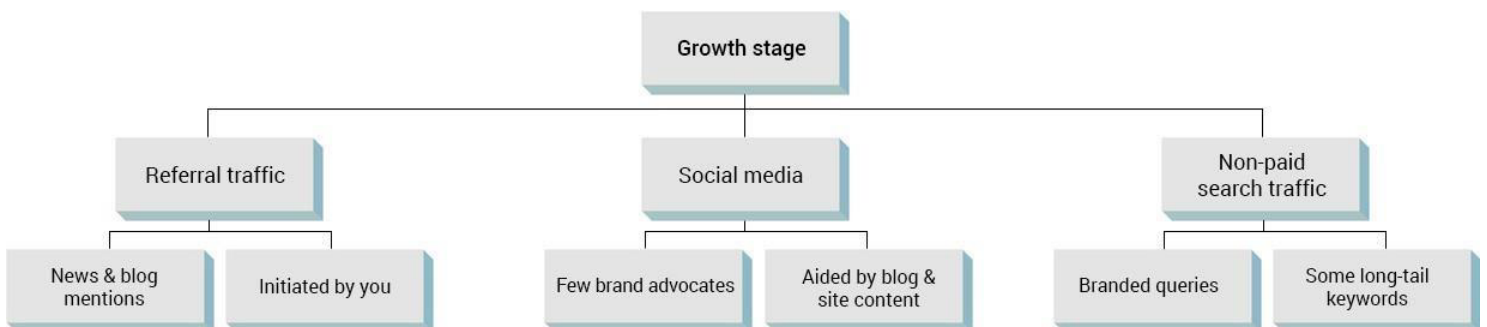 Growth stage
Referral traffic
Social media
Non-paid
search traffic
News & blog
mentions
Initiated by you
Few brand advocates
Aided by blog &
site content
Branded queries
Some long-tail
keywords